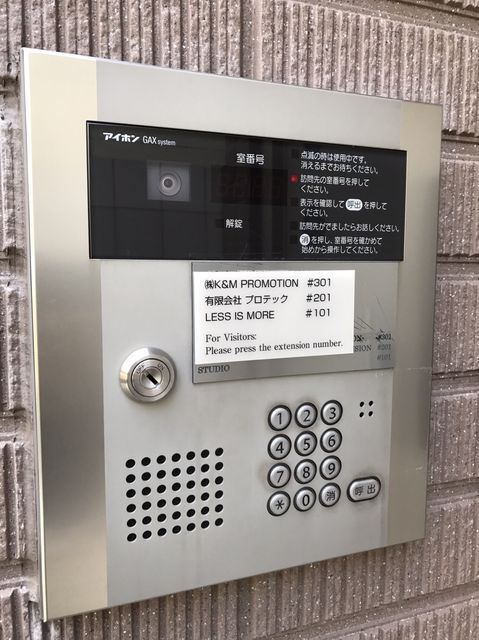 アイホン GAX system
室番号
解錠
点滅の時は使用中です。
消えるまでお待ちください。
訪問先の室番号を押して
ください。
表示を確認して 呼出 を押して
ください。
訪問先がでましたらお話しください。
消 を押し、室番号を確かめて
始めから操作してください。
㈱K&M PROMOTION #301
有限会社 プロテック #201
LESS IS MORE #101
For Visitors:
Please press the extension number.
#301
#201
#101
STUDIO
1 2 3
4 5 6
7 8 9
* 0 消 呼出